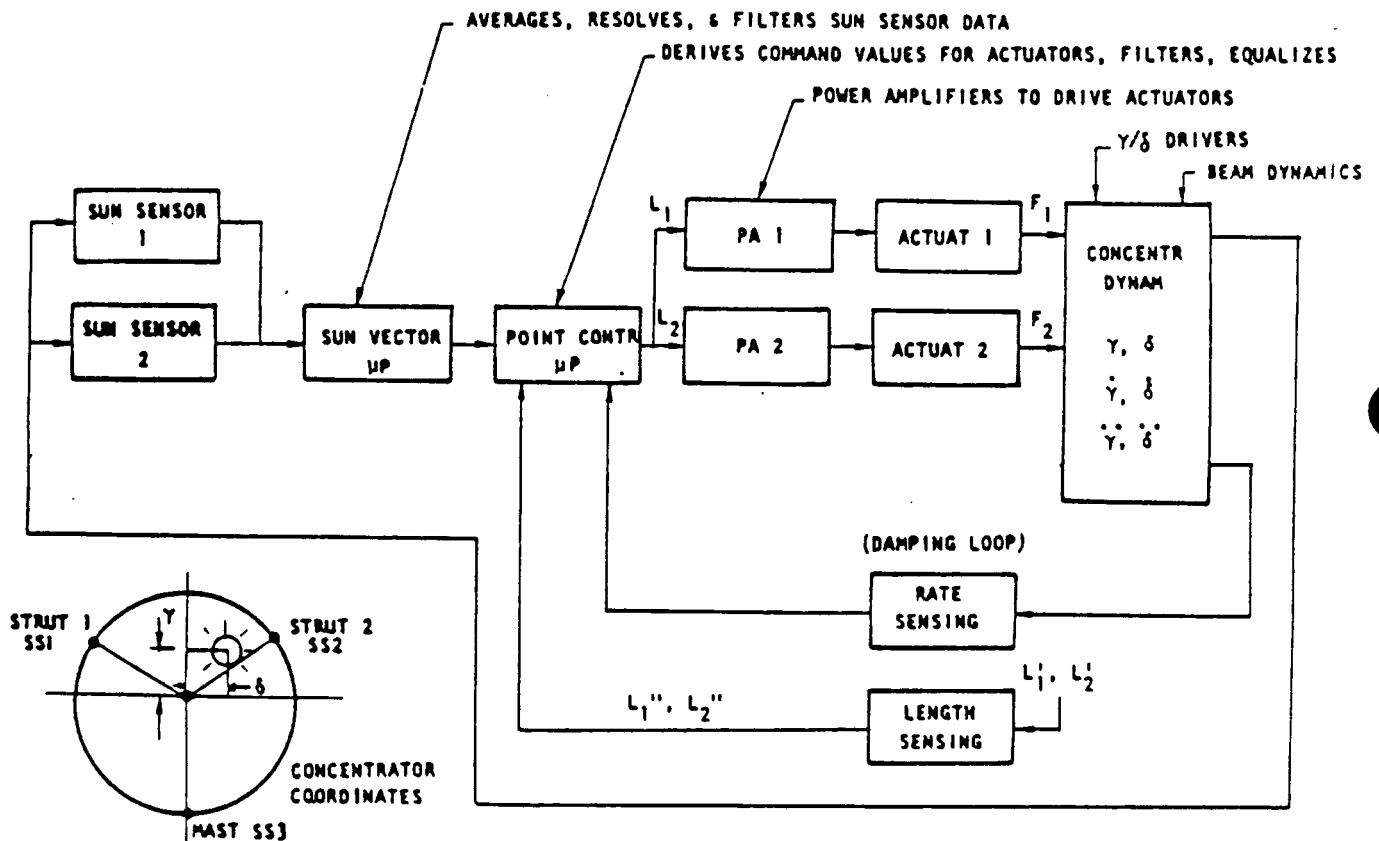 AVERAGES, RESOLVES, & FILTERS SUN SENSOR DATA
DERIVES COMMAND VALUES FOR ACTUATORS, FILTERS, EQUALIZES
POWER AMPLIFIERS TO DRIVE ACTUATORS
γ/δ DRIVERS
BEAM DYNAMICS
SUN SENSOR
1
SUN SENSOR
2
SUN VECTOR
μP
POINT CONTR
μP
L₁
L₂
PA 1
PA 2
ACTUAT 1
ACTUAT 2
F₁
F₂
CONCENTR
DYNAM
γ, δ
γ̇, δ̇
γ̈, δ̈
(DAMPING LOOP)
RATE
SENSING
L₁', L₂'
LENGTH
SENSING
L₁'', L₂''
STRUT 1
SS1
γ
STRUT 2
SS2
δ
CONCENTRATOR
COORDINATES
MAST SS3